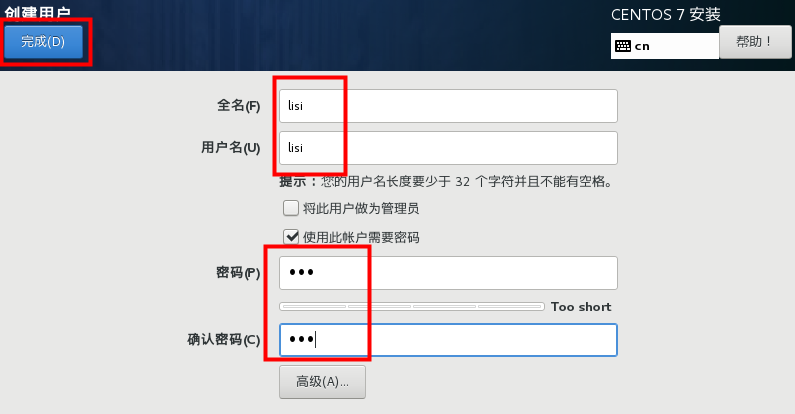 创建用户
CENTOS 7 安装
完成(D)
cn
帮助！
全名(F)
lisi
用户名(U)
lisi
提示：您的用户名长度要少于 32 个字符并且不能有空格。
将此用户做为管理员
使用此帐户需要密码
密码(P)
●●●
Too short
确认密码(C)
●●●
高级(A)...